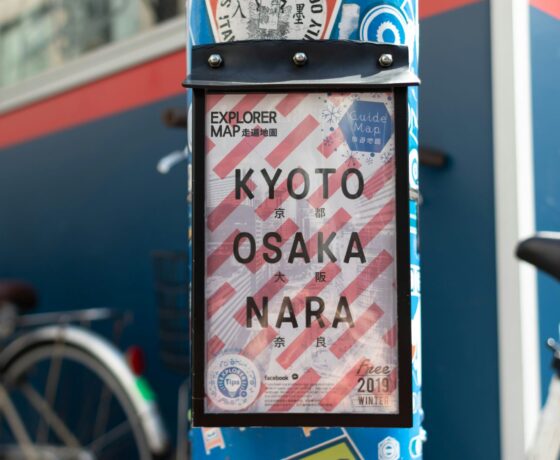 EXPLORER
MAP 走遍地圖
Guide
Map
KYOTO
京都
OSAKA
大阪
NARA
奈良
Tips
facebook
Free
2019
WINTER